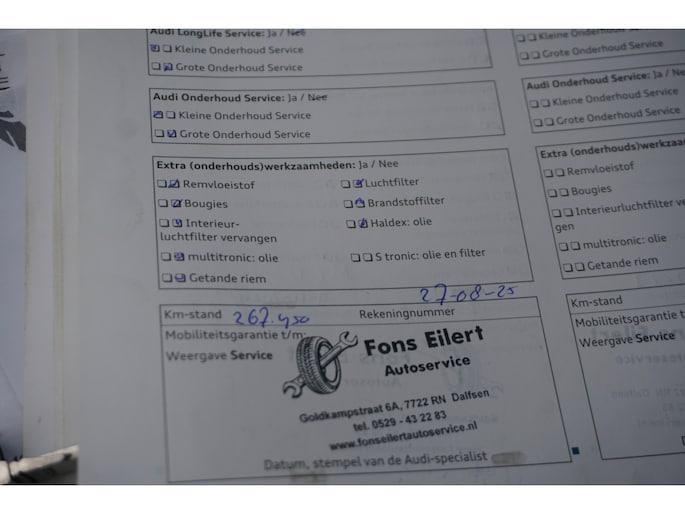 Audi LongLife Service: Ja / Nee
Kleine Onderhoud Service
Grote Onderhoud Service
Audi Onderhoud Service: Ja / Nee
Kleine Onderhoud Service
Grote Onderhoud Service
Extra (onderhouds)werkzaamheden: Ja / Nee
Remvloeistof
Luchtfilter
Bougies
Brandstoffilter
Interieur-
luchtfilter vervangen
Haldex: olie
multitronic: olie
S tronic: olie en filter
Getande riem
27-08-25
Km-stand 267.450
Rekeningnummer
Mobiliteitsgarantie t/m:
Weergave Service
Fons Eilert
Autoservice
Goldkampstraat 6A, 7722 RN Dalfsen
tel. 0529 - 43 22 83
www.fonseilertautoservice.nl
Datum, stempel van de Audi-specialist
Kleine Onderhoud
Grote Onderhoud Service
Audi Onderhoud Service: Ja / Ne
Kleine Onderhoud Service
Grote Onderhoud Service
Extra (onderhouds)werkzaa
Remvloeistof
Bougies
Interieurluchtfilter ve
gen
multitronic: olie
Getande riem
Km-stand
Mobiliteitsgarantie t
Weergave Service